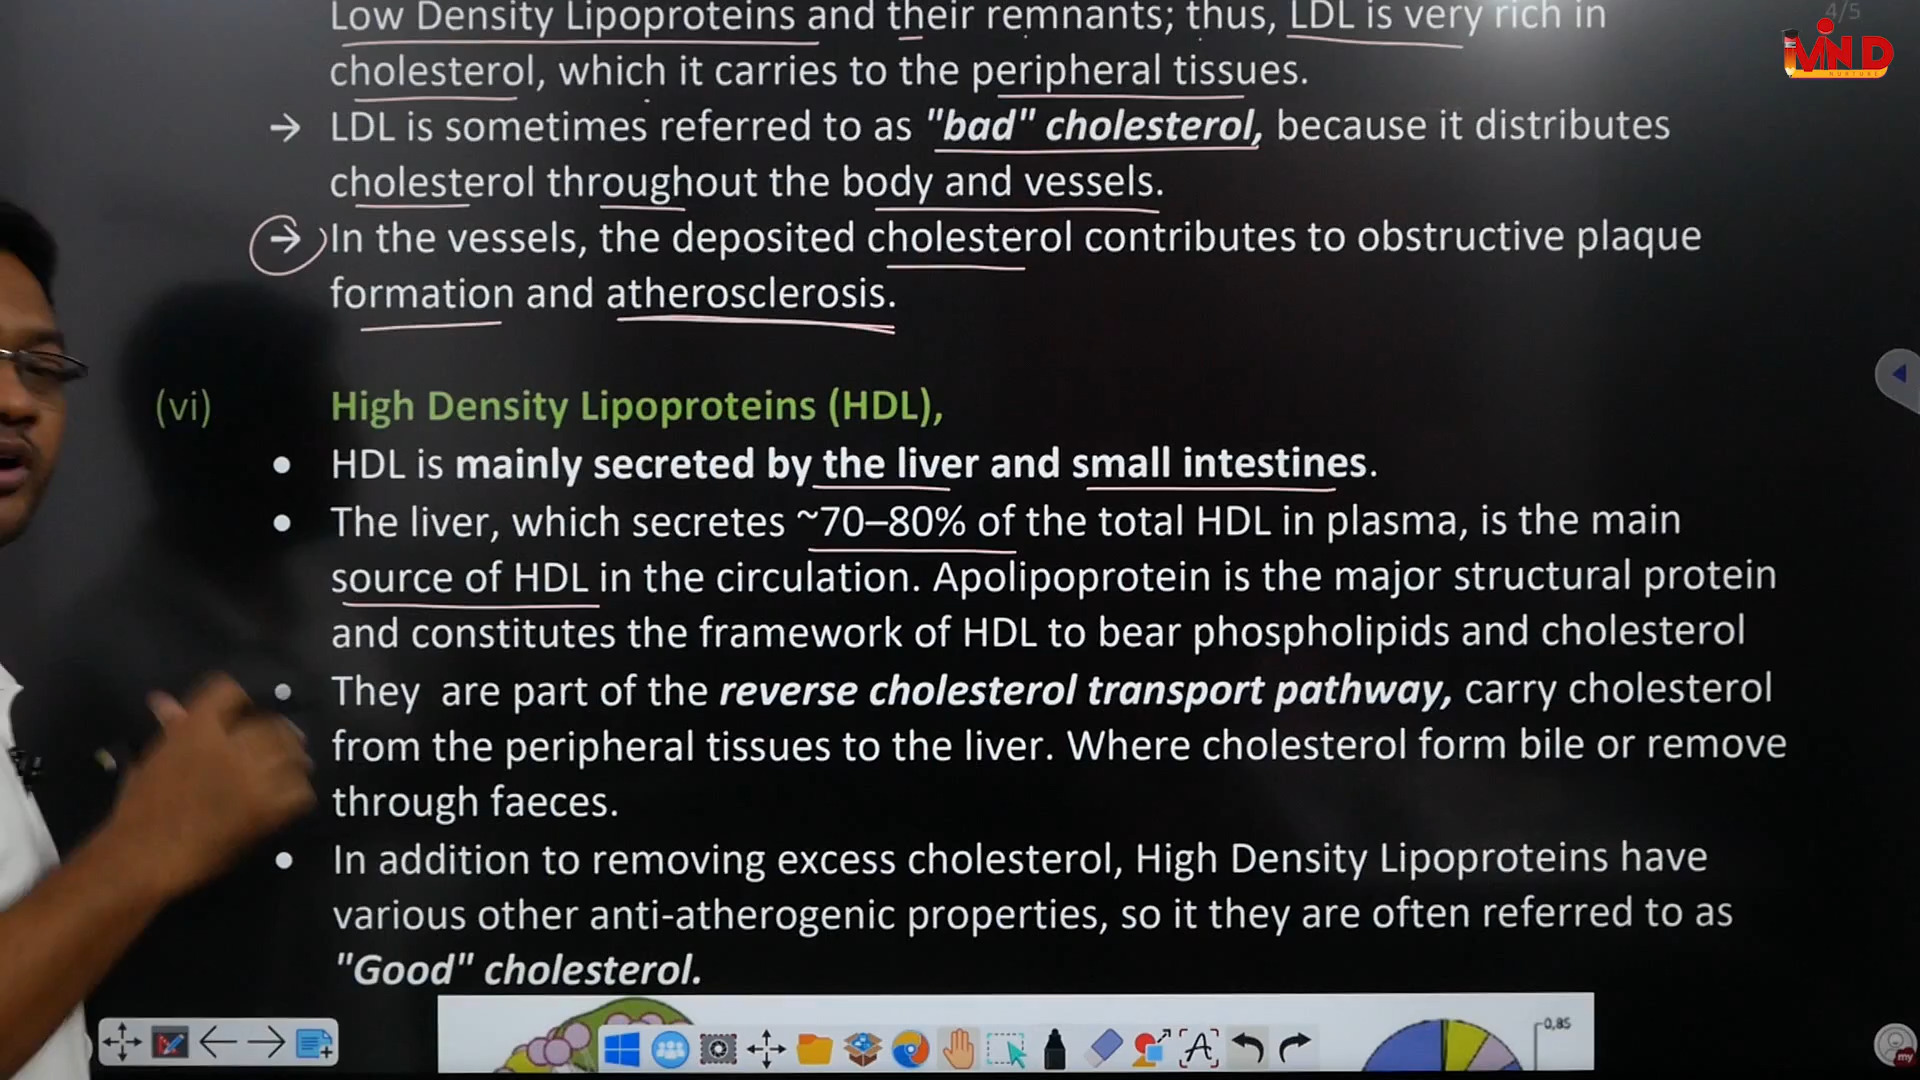 4/5
MIND
NURTURE
Low Density Lipoproteins and their remnants; thus, LDL is very rich in
cholesterol, which it carries to the peripheral tissues.
→ LDL is sometimes referred to as "bad" cholesterol, because it distributes
cholesterol throughout the body and vessels.
→ In the vessels, the deposited cholesterol contributes to obstructive plaque
formation and atherosclerosis.
(vi) High Density Lipoproteins (HDL),
• HDL is mainly secreted by the liver and small intestines.
• The liver, which secretes ~70–80% of the total HDL in plasma, is the main
source of HDL in the circulation. Apolipoprotein is the major structural protein
and constitutes the framework of HDL to bear phospholipids and cholesterol
• They are part of the reverse cholesterol transport pathway, carry cholesterol
from the peripheral tissues to the liver. Where cholesterol form bile or remove
through faeces.
• In addition to removing excess cholesterol, High Density Lipoproteins have
various other anti-atherogenic properties, so it they are often referred to as
"Good" cholesterol.
0,85
A
my